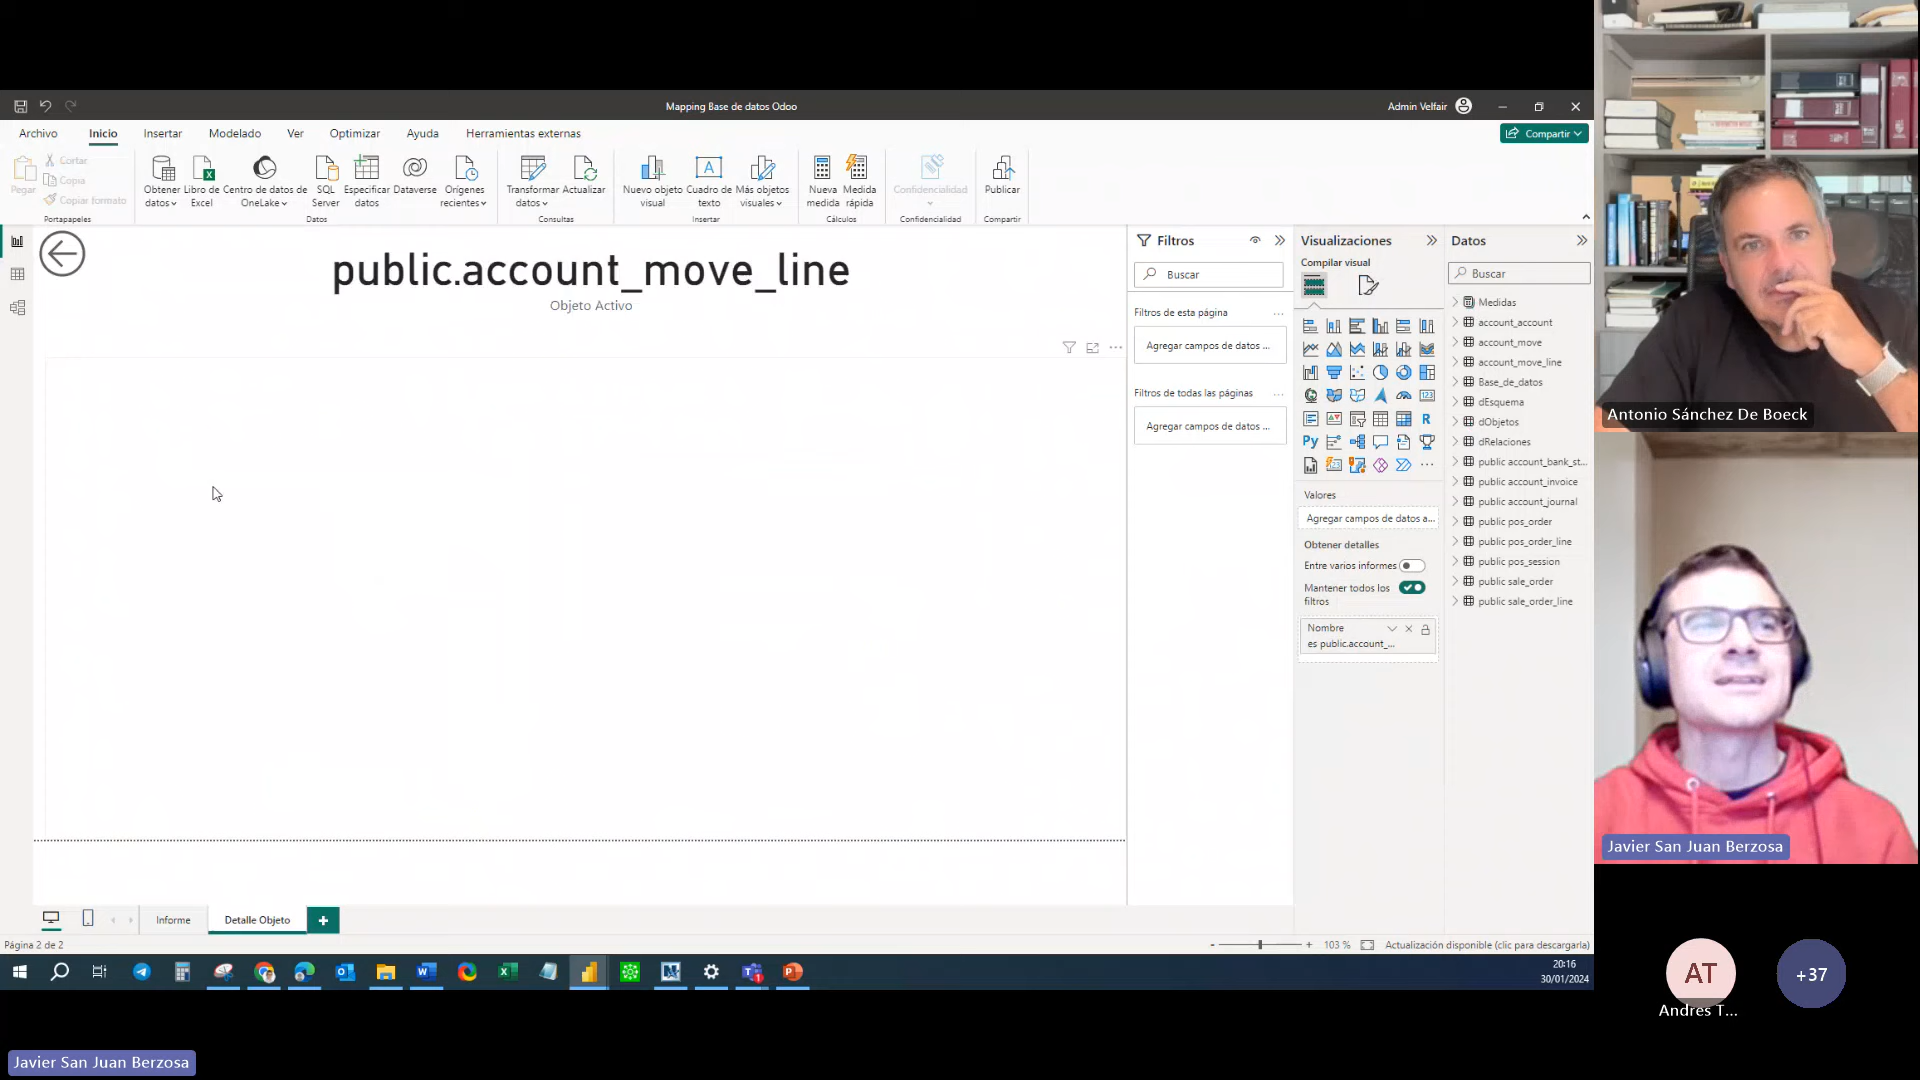 Mapping Base de datos Odoo
Admin Velfair
Archivo
Inicio
Insertar
Modelado
Ver
Optimizar
Ayuda
Herramientas externas
Compartir
Pegar
Cortar
Copia
Copiar formato
Portapapeles
Obtener datos
Libro de Excel
Centro de datos de OneLake
SQL Server
Especificar datos
Dataverse
Orígenes recientes
Datos
Transformar datos
Actualizar
Consultas
Nuevo objeto visual
Cuadro de texto
Más objetos visuales
Insertar
Nueva medida
Medida rápida
Cálculos
Confidencialidad
Confidencialidad
Publicar
Compartir
public.account_move_line
Objeto Activo
Filtros
Buscar
Filtros de esta página
Agregar campos de datos ...
Filtros de todas las páginas
Agregar campos de datos ...
Visualizaciones
Compilar visual
Valores
Agregar campos de datos a...
Obtener detalles
Entre varios informes
Mantener todos los filtros
Nombre
es public.account_...
Datos
Buscar
Medidas
account_account
account_move
account_move_line
Base_de_datos
dEsquema
dObjetos
dRelaciones
public account_bank_st...
public account_invoice
public account_journal
public pos_order
public pos_order_line
public pos_session
public sale_order
public sale_order_line
Informe
Detalle Objeto
Página 2 de 2
103 %
Actualización disponible (clic para descargarla)
20:16
30/01/2024
Antonio Sánchez De Boeck
Javier San Juan Berzosa
AT
Andres T...
+37
Javier San Juan Berzosa